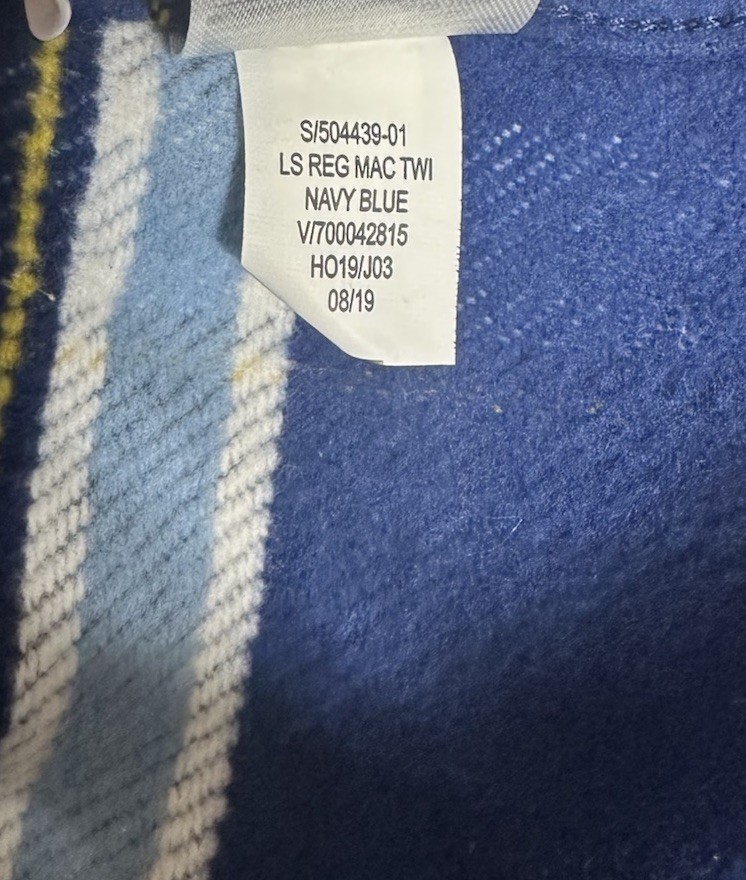 S/504439-01
LS REG MAC TWI
NAVY BLUE
V/700042815
HO19/J03
08/19